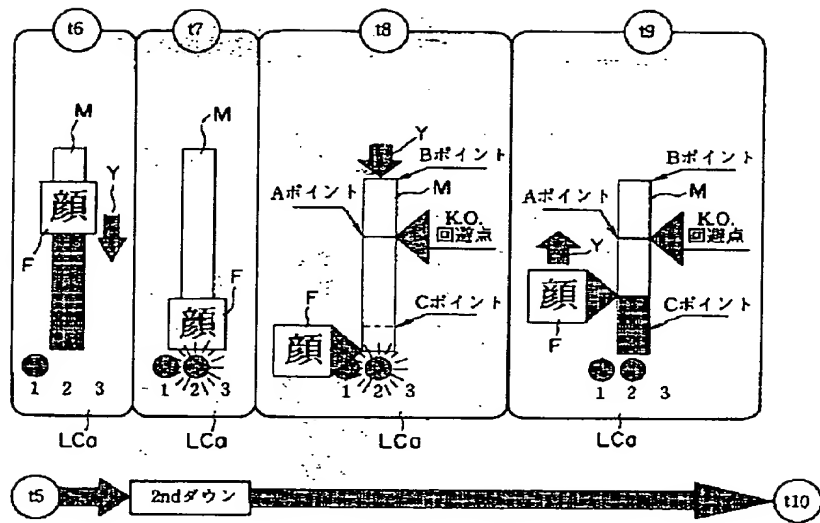 t6
M
顔
Y
F
1 2 3
LCa
t7
M
F
顔
1 2 3
LCa
t8
Y
Bポイント
M
Aポイント
K.O.
回避点
F
顔
Cポイント
1 2 3
LCa
t9
Bポイント
M
Aポイント
K.O.
回避点
Y
顔
F
Cポイント
1 2 3
LCa
t5
2ndダウン
t10